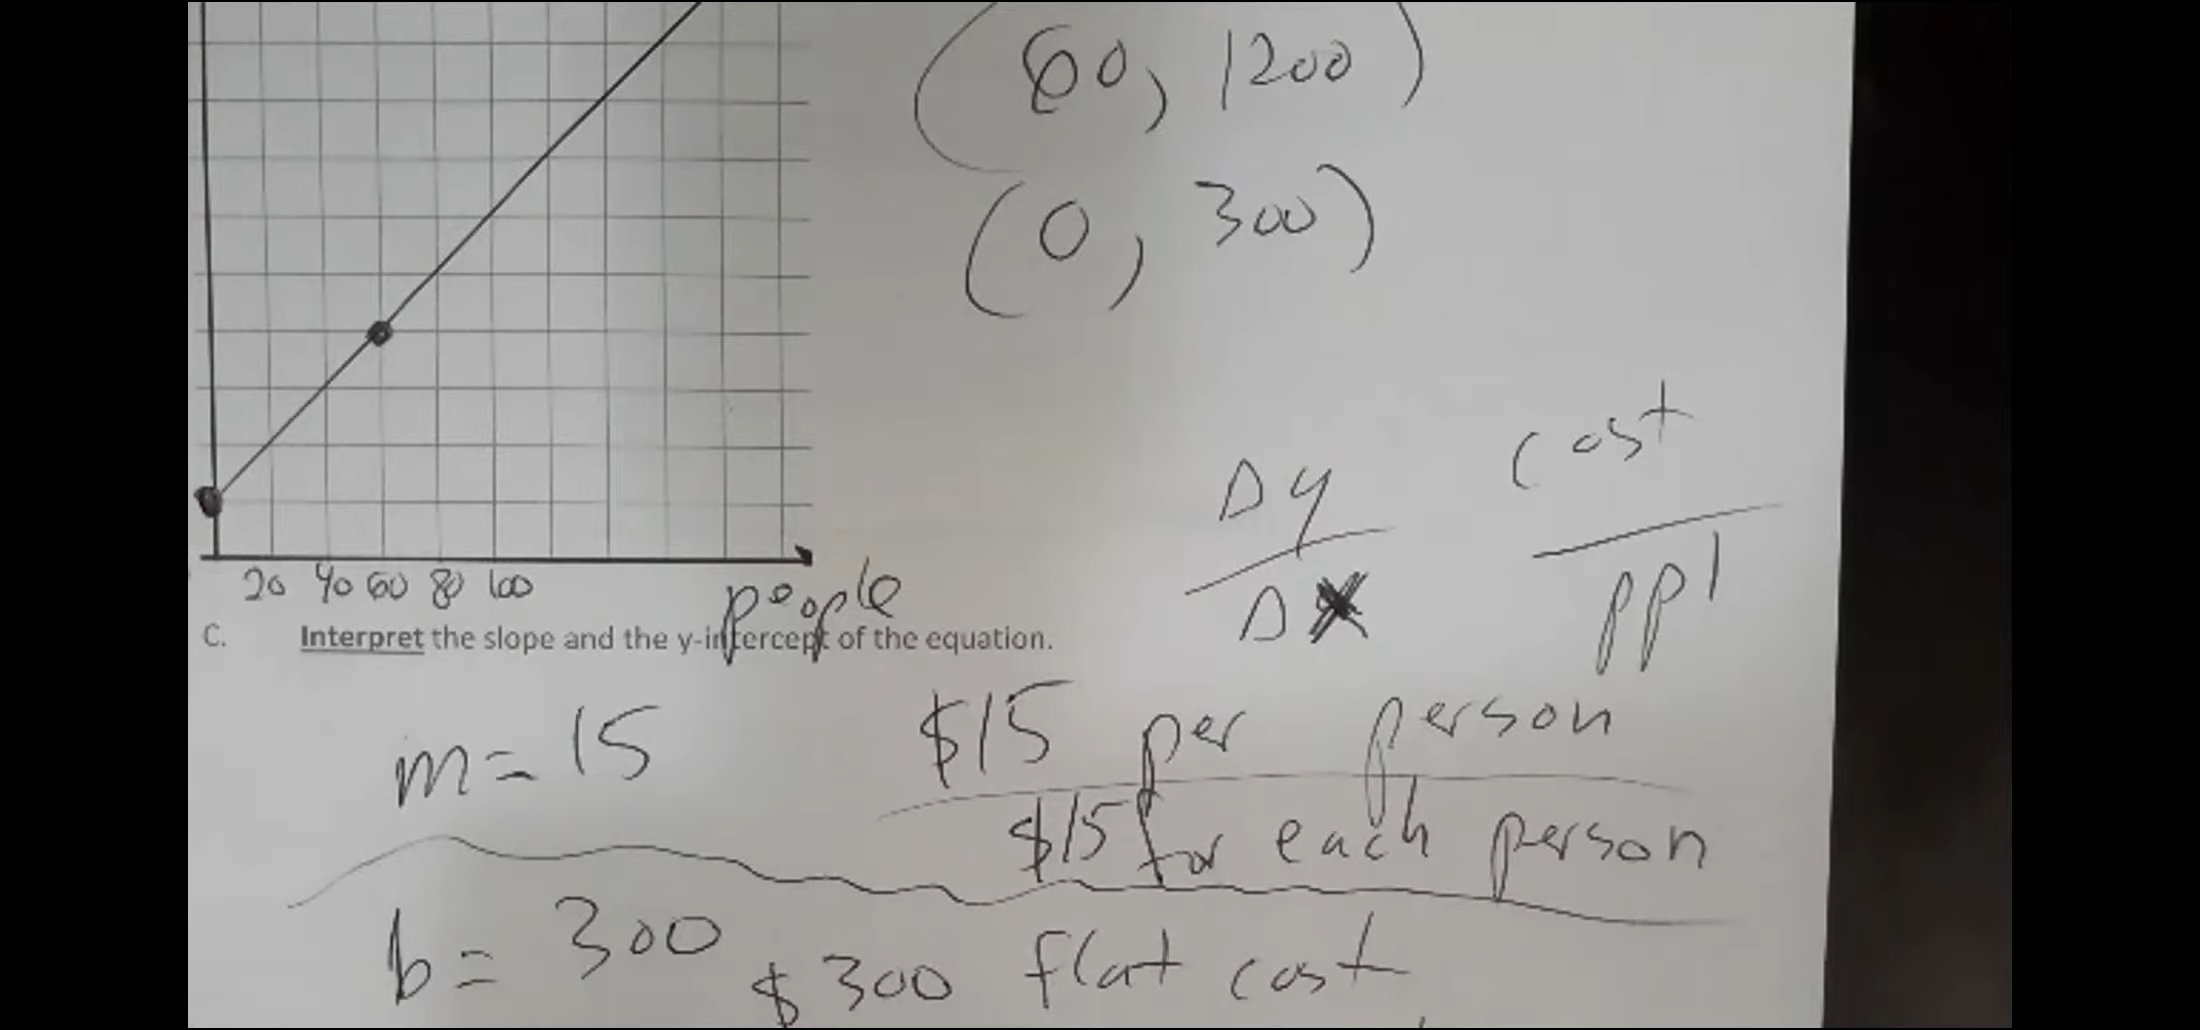 (60, 1200)
(0, 300)
Δy cost
Δx ppl
20 40 60 80 100
people
C. Interpret the slope and the y-intercept of the equation.
m= 15 $15 per person
$15 for each person
b= 300 $300 flat cost